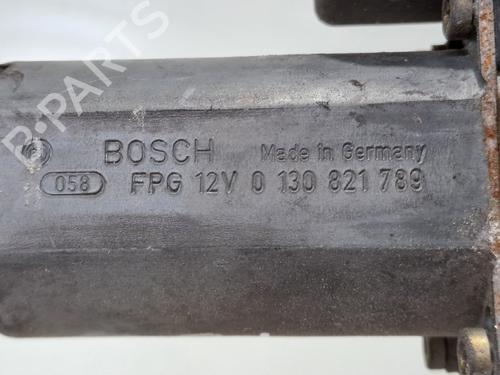 B-PARTS
BOSCH Made in Germany
058 FPG 12V 0 130 821 789